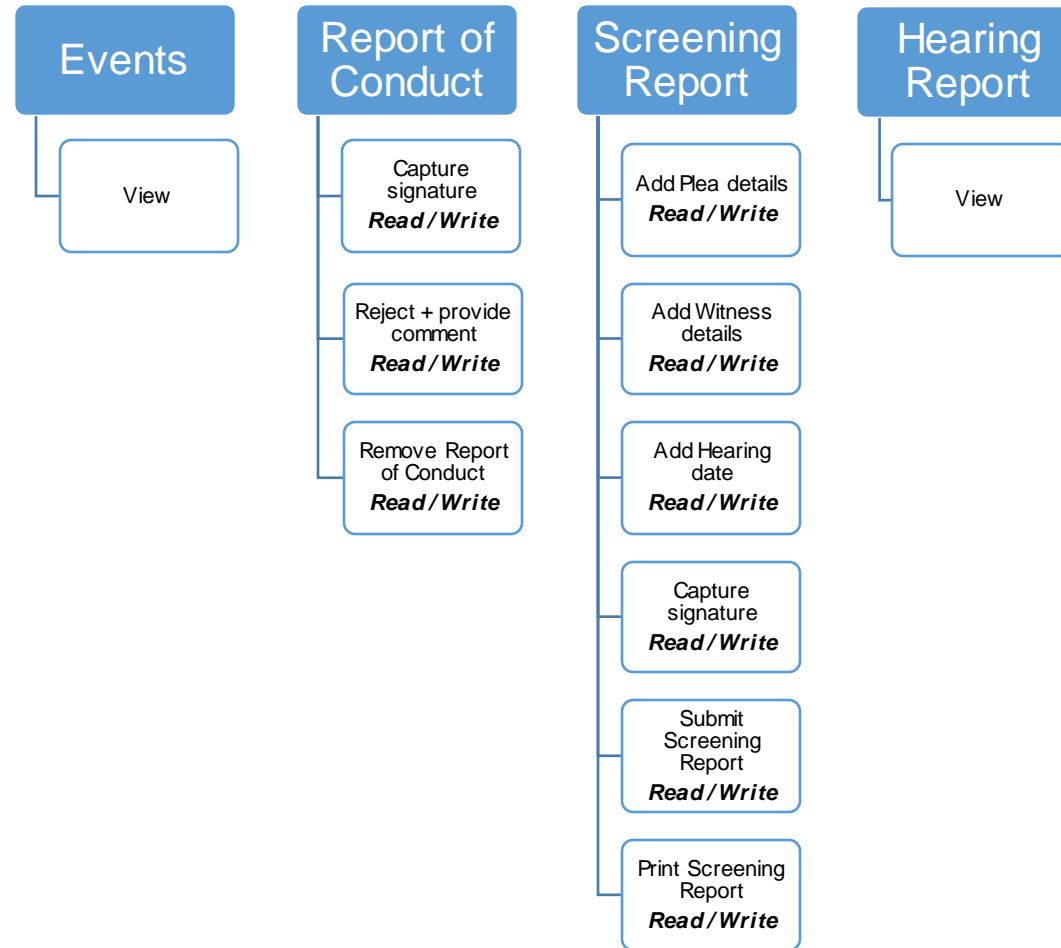 Events
View
Report of
Conduct
Capture
signature
Read/Write
Reject + provide
comment
Read/Write
Remove Report
of Conduct
Read/Write
Screening
Report
Add Plea details
Read/Write
Add Witness
details
Read/Write
Add Hearing
date
Read/Write
Capture
signature
Read/Write
Submit
Screening
Report
Read/Write
Print Screening
Report
Read/Write
Hearing
Report
View